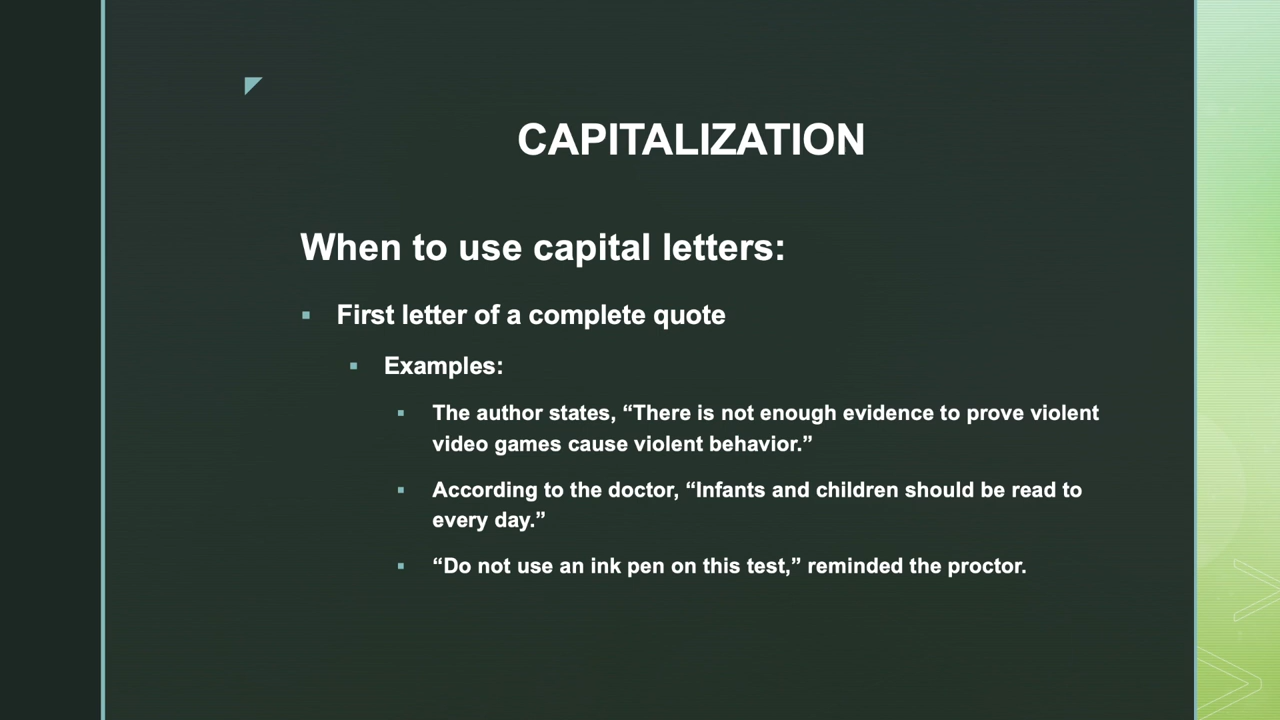 CAPITALIZATION
When to use capital letters:
▪ First letter of a complete quote
▪ Examples:
▪ The author states, “There is not enough evidence to prove violent
video games cause violent behavior.”
▪ According to the doctor, “Infants and children should be read to
every day.”
▪ “Do not use an ink pen on this test,” reminded the proctor.